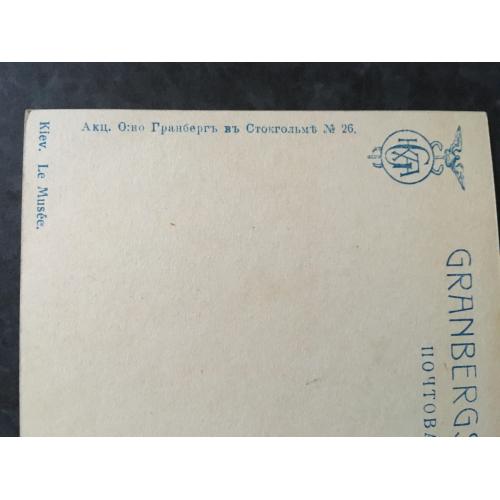 Акц. О:во Гранбергъ въ Стокгольмѣ № 26.
Kiev. Le Musée.
GRANBERGS
ПОЧТОВА